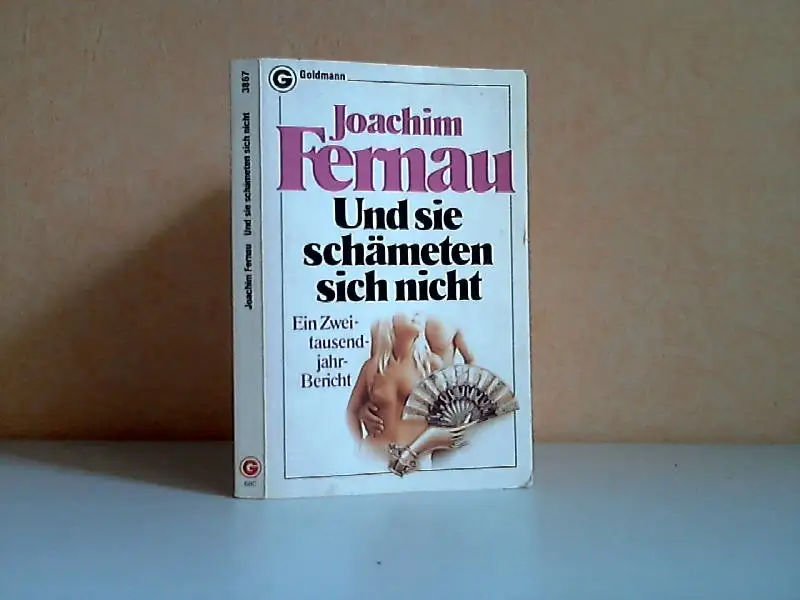 Joachim Fernau Und sie schämeten sich nicht 3867
G
G Goldmann
Joachim
Fernau
Und sie
schämeten
sich nicht
Ein Zwei-
tausend-
jahr-
Bericht